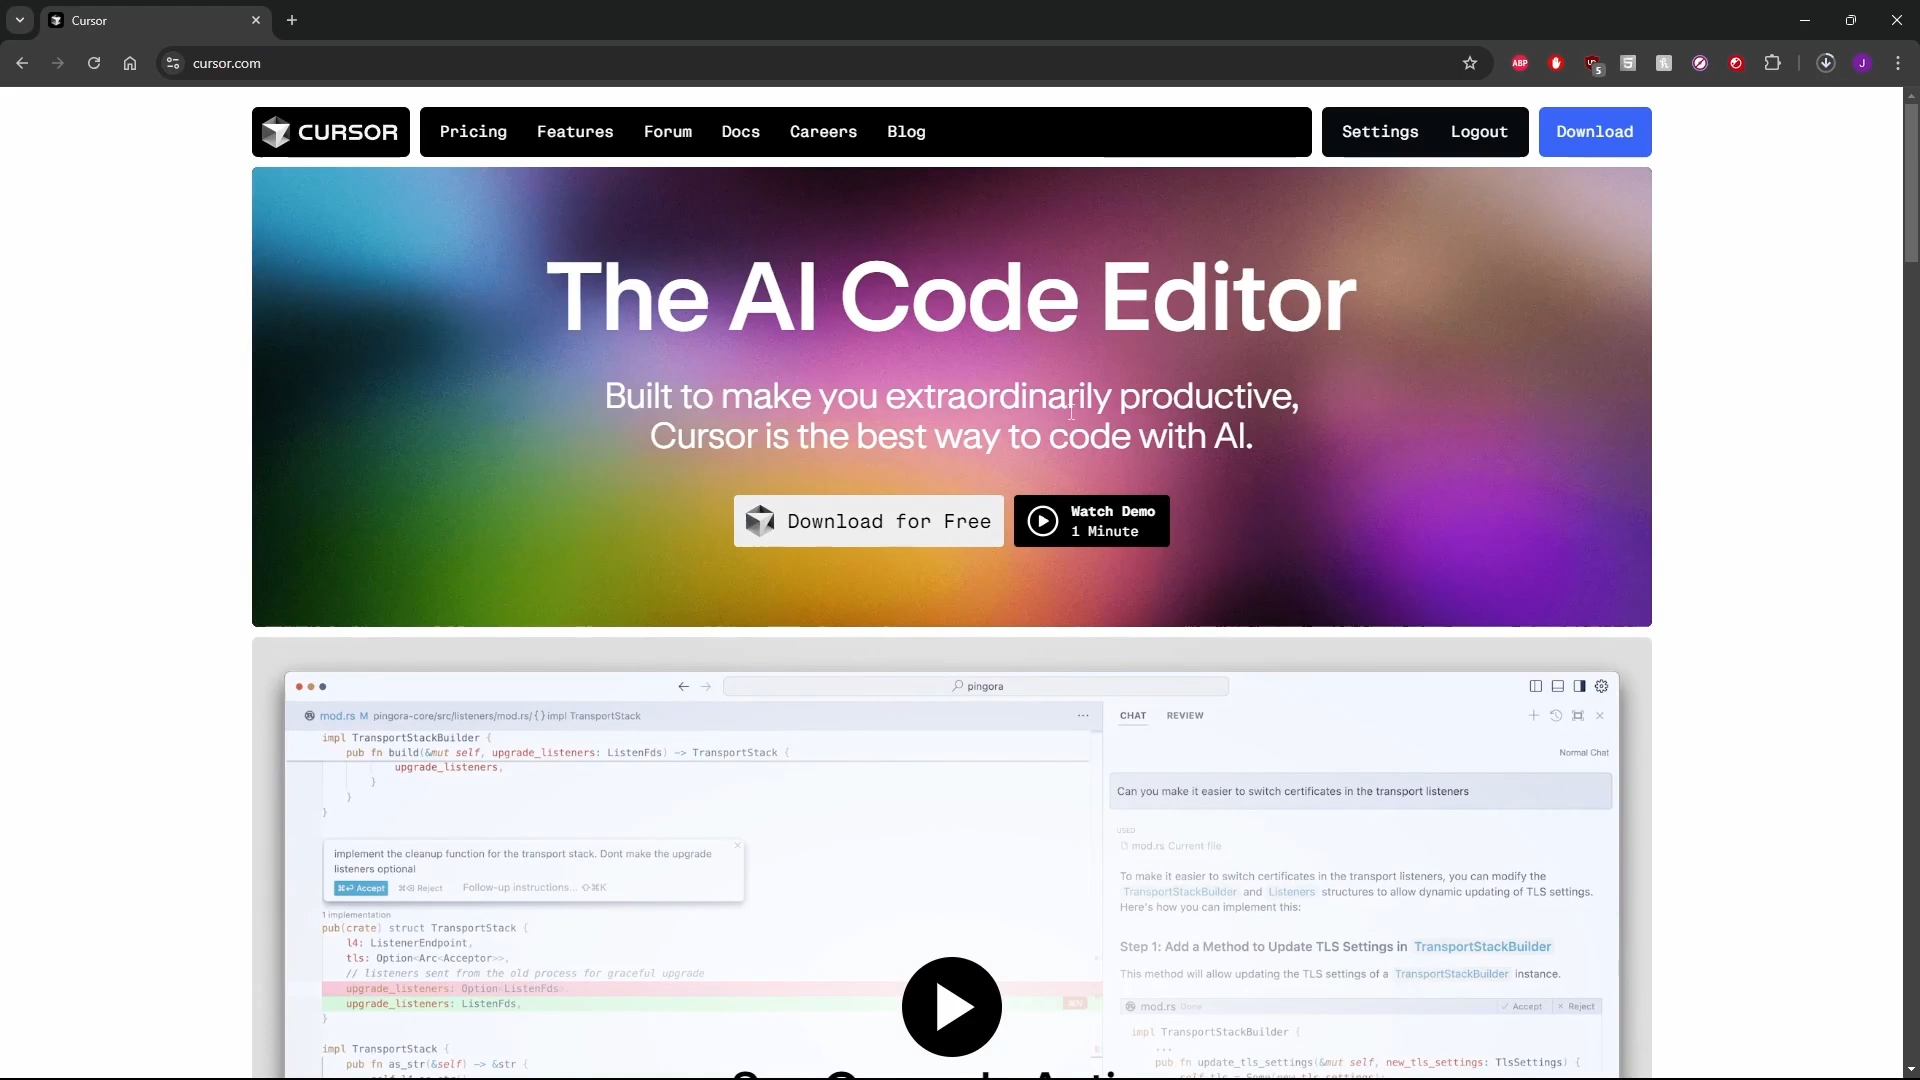 Cursor
cursor.com
ABP
5
J
CURSOR
Pricing Features Forum Docs Careers Blog
Settings Logout
Download
The AI Code Editor
Built to make you extraordinarily productive,
Cursor is the best way to code with AI.
Download for Free
Watch Demo
1 Minute
pingora
mod.rs M pingora-core/src/listeners/mod.rs/ {} impl TransportStack
impl TransportStackBuilder {
pub fn build(&mut self, upgrade_listeners: ListenFds) -> TransportStack {
upgrade_listeners,
}
}
}
implement the cleanup function for the transport stack. Dont make the upgrade
listeners optional
Accept Reject Follow-up instructions... ⇧⌘K
1 implementation
pub(crate) struct TransportStack {
l4: ListenerEndpoint,
tls: Option<Arc<Acceptor>>,
// listeners sent from the old process for graceful upgrade
upgrade_listeners: Option<ListenFds>,
upgrade_listeners: ListenFds,
}
impl TransportStack {
pub fn as_str(&self) -> &str {
CHAT REVIEW
Normal Chat
Can you make it easier to switch certificates in the transport listeners
USED
mod.rs Current file
To make it easier to switch certificates in the transport listeners, you can modify the
TransportStackBuilder and Listeners structures to allow dynamic updating of TLS settings.
Here's how you can implement this:
Step 1: Add a Method to Update TLS Settings in TransportStackBuilder
This method will allow updating the TLS settings of a TransportStackBuilder instance.
mod.rs Done Accept Reject
impl TransportStackBuilder {
...
pub fn update_tls_settings(&mut self, new_tls_settings: TlsSettings) {